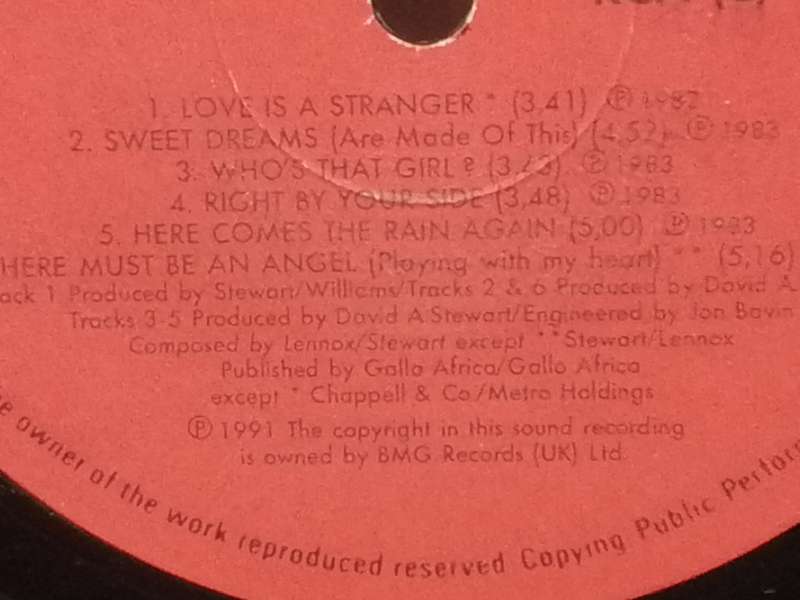 1. LOVE IS A STRANGER * (3,41) Ⓟ 1982
2. SWEET DREAMS (Are Made Of This) (4,52) Ⓟ 1983
3. WHO'S THAT GIRL? (3,43) Ⓟ 1983
4. RIGHT BY YOUR SIDE (3,48) Ⓟ 1983
5. HERE COMES THE RAIN AGAIN (5,00) Ⓟ 1983
HERE MUST BE AN ANGEL (Playing with my heart) ** (5,16)
ack 1 Produced by Stewart/Williams/Tracks 2 & 6 Produced by David A.
Tracks 3-5 Produced by David A Stewart/Engineered by Jon Bavin
Composed by Lennox/Stewart except **Stewart/Lennox
Published by Gallo Africa/Gallo Africa
except * Chappell & Co/Metro Holdings
Ⓟ 1991 The copyright in this sound recording
is owned by BMG Records (UK) Ltd.
e owner of the work reproduced reserved Copying Public Perfor